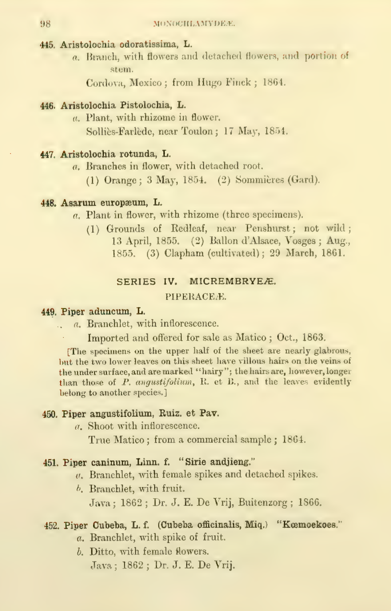 98 MONOCHLAMYDEÆ.
445. Aristolochia odoratissima, L.
a. Branch, with flowers and detached flowers, and portion of
stem.
Cordova, Mexico; from Hugo Finck; 1864.
446. Aristolochia Pistolochia, L.
a. Plant, with rhizome in flower.
Solliès-Farlède, near Toulon; 17 May, 1854.
447. Aristolochia rotunda, L.
a. Branches in flower, with detached root.
(1) Orange; 3 May, 1854. (2) Sommières (Gard).
448. Asarum europæum, L.
a. Plant in flower, with rhizome (three specimens).
(1) Grounds of Redleaf, near Penshurst; not wild;
13 April, 1855. (2) Ballon d'Alsace, Vosges; Aug.,
1855. (3) Clapham (cultivated); 29 March, 1861.
SERIES IV. MICREMBRYEÆ.
PIPERACEÆ.
449. Piper aduncum, L.
a. Branchlet, with inflorescence.
Imported and offered for sale as Matico; Oct., 1863.
[The specimens on the upper half of the sheet are nearly glabrous,
but the two lower leaves on this sheet have villous hairs on the veins of
the under surface, and are marked "hairy"; the hairs, are, however, longer
than those of P. angustifolium, R. et B., and the leaves evidently
belong to another species.]
450. Piper angustifolium, Ruiz. et Pav.
a. Shoot with inflorescence.
True Matico; from a commercial sample; 1864.
451. Piper caninum, Linn. f. "Sirie andjieng."
a. Branchlet, with female spikes and detached spikes.
b. Branchlet, with fruit.
Java; 1862; Dr. J. E. De Vrij, Buitenzorg; 1866.
452. Piper Cubeba, L. f. (Cubeba officinalis, Miq.) "Kœmoekoes."
a. Branchlet, with spike of fruit.
b. Ditto, with female flowers.
Java; 1862; Dr. J. E. De Vrij.